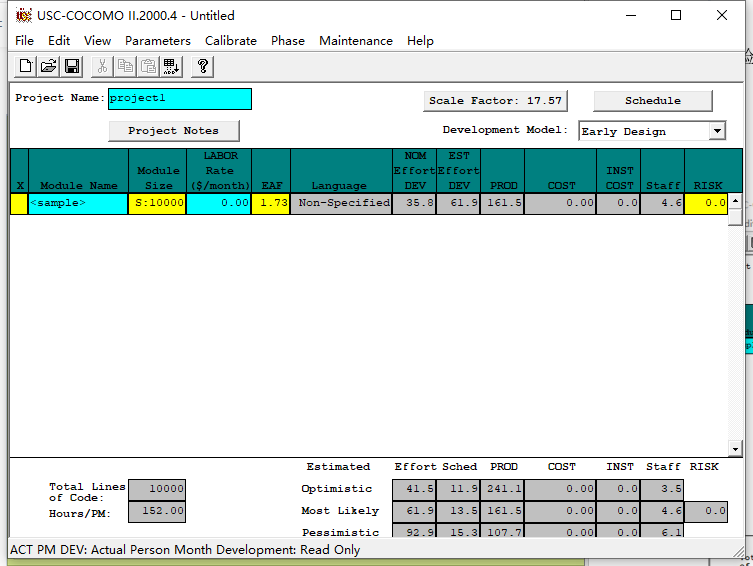 USC-COCOMO II.2000.4 - Untitled
File Edit View Parameters Calibrate Phase Maintenance Help
Project Name: project1
Scale Factor: 17.57
Schedule
Project Notes
Development Model: Early Design
X
Module Name
Module
Size
LABOR
Rate
($/month)
EAF
Language
NOM
Effort
DEV
EST
Effort
DEV
PROD
COST
INST
COST
Staff
RISK
<sample> S:10000 0.00 1.73 Non-Specified 35.8 61.9 161.5 0.00 0.0 4.6 0.0
Estimated Effort Sched PROD COST INST Staff RISK
Total Lines
of Code:
10000
Optimistic 41.5 11.9 241.1 0.00 0.0 3.5
Hours/PM: 152.00
Most Likely 61.9 13.5 161.5 0.00 0.0 4.6 0.0
Pessimistic 92.9 15.3 107.7 0.00 0.0 6.1
ACT PM DEV: Actual Person Month Development: Read Only